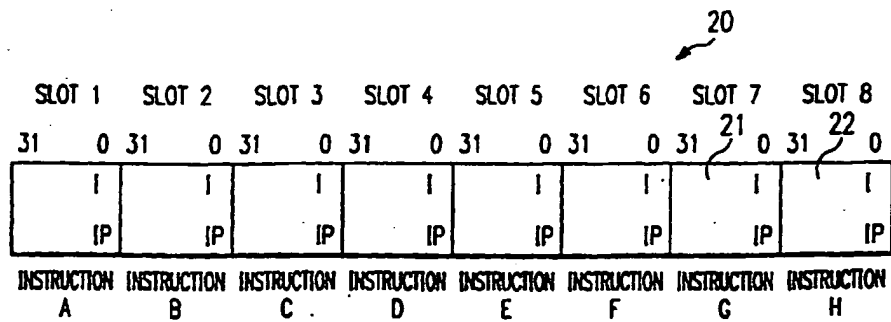 20
SLOT 1 SLOT 2 SLOT 3 SLOT 4 SLOT 5 SLOT 6 SLOT 7 SLOT 8
31 0 31 0 31 0 31 0 31 0 31 0 31 21 0 31 22 0
I I I I I I I I
IP IP IP IP IP IP IP IP
INSTRUCTION INSTRUCTION INSTRUCTION INSTRUCTION INSTRUCTION INSTRUCTION INSTRUCTION INSTRUCTION
A B C D E F G H